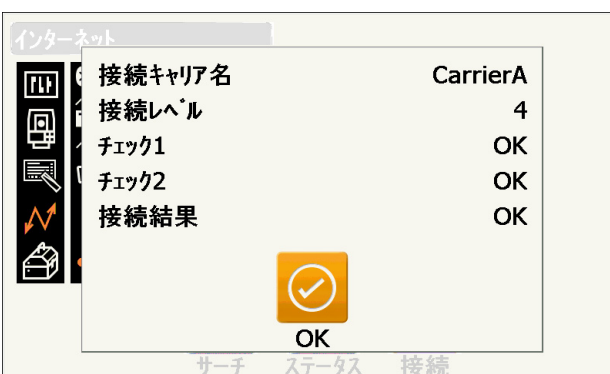 インターネット
接続キャリア名 CarrierA
接続レベル 4
チェック1 OK
チェック2 OK
接続結果 OK
OK
サーチ ステータス 接続